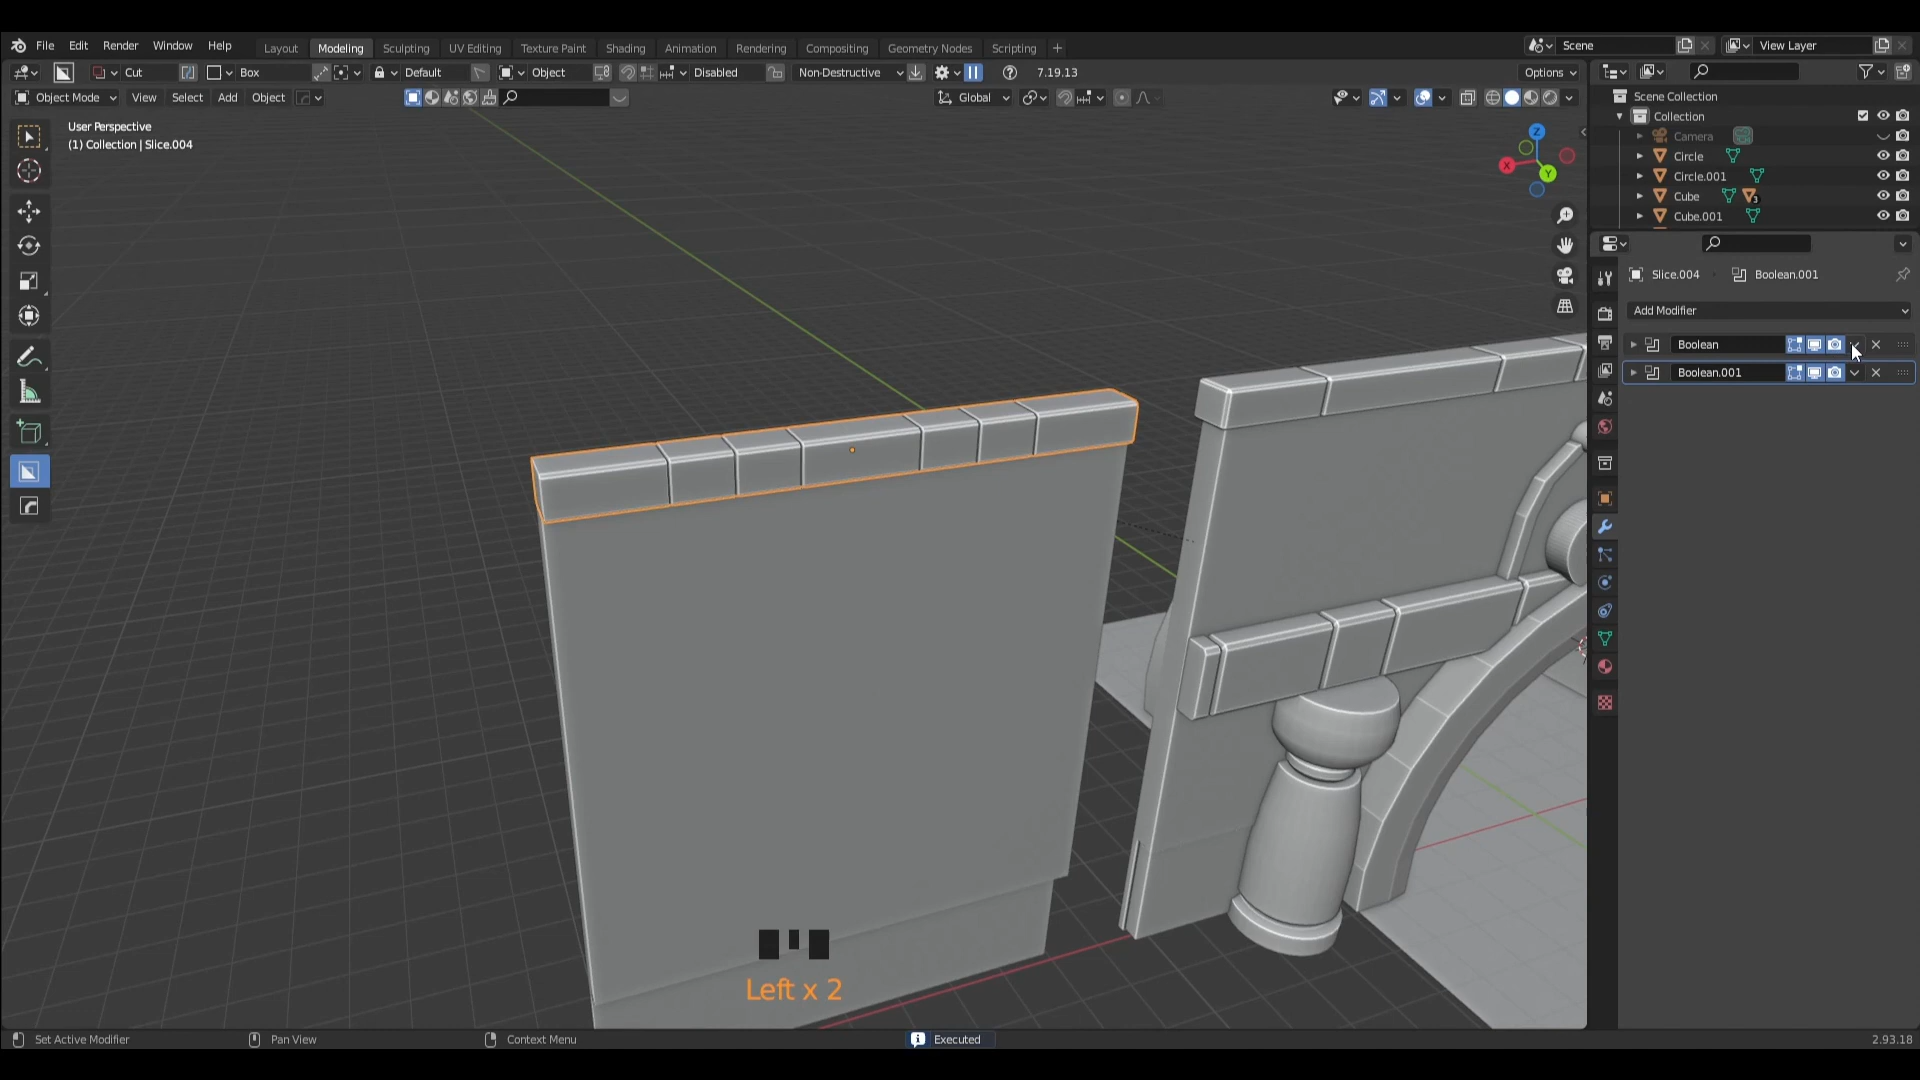 File Edit Render Window Help Layout Modeling Sculpting UV Editing Texture Paint Shading Animation Rendering Compositing Geometry Nodes Scripting + Scene View Layer
Cut Box Default Object Disabled Non-Destructive 7.19.13 Options
Object Mode View Select Add Object Global
User Perspective
(1) Collection | Slice.004
Z
X
Y
Scene Collection
Collection
Camera
Circle
Circle.001
Cube 3
Cube.001
Slice.004 Boolean.001
Add Modifier
Boolean
Boolean.001
Left x 2
Set Active Modifier Pan View Context Menu Executed 2.93.18